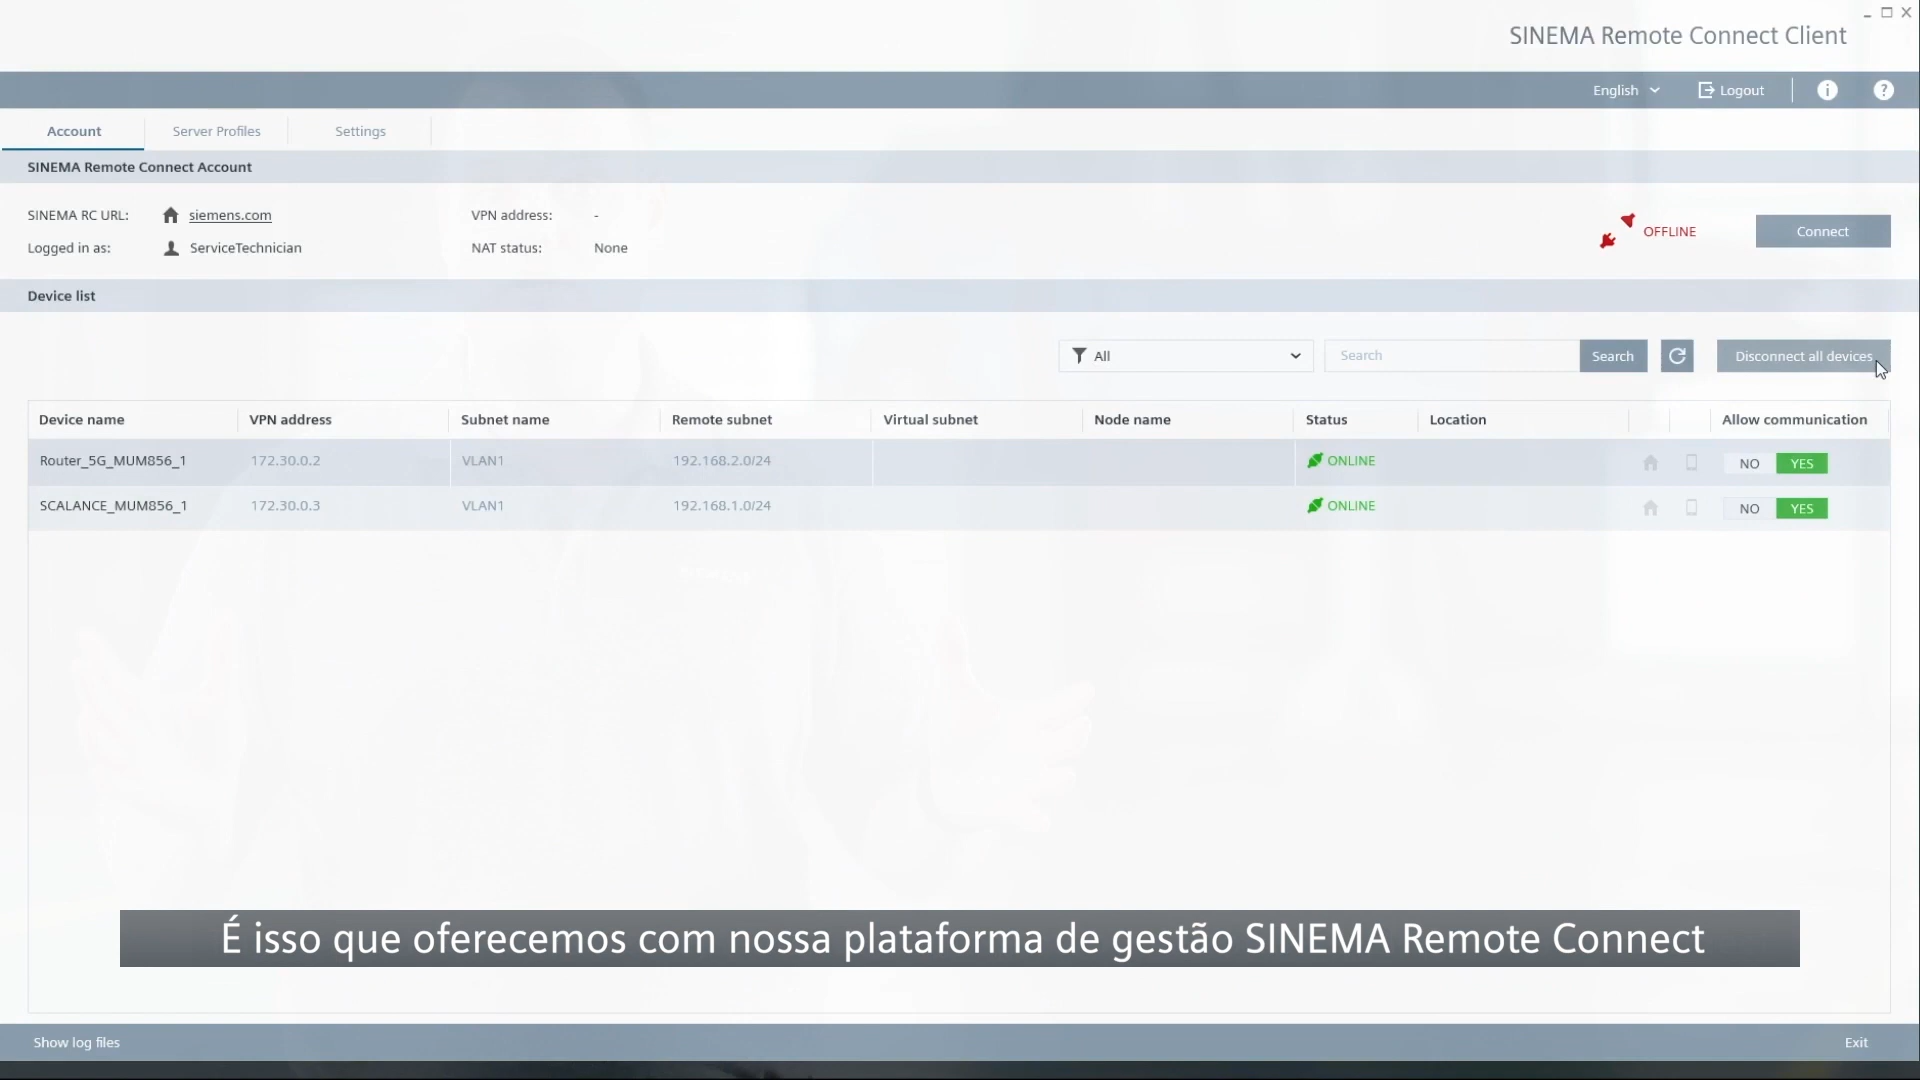 SINEMA Remote Connect Client
English Logout i ?
Account Server Profiles Settings
SINEMA Remote Connect Account
SINEMA RC URL: siemens.com VPN address: - OFFLINE Connect
Logged in as: ServiceTechnician NAT status: None
Device list
All Search Search Disconnect all devices
Device name VPN address Subnet name Remote subnet Virtual subnet Node name Status Location Allow communication
Router_5G_MUM856_1 172.30.0.2 VLAN1 192.168.2.0/24 ONLINE NO YES
SCALANCE_MUM856_1 172.30.0.3 VLAN1 192.168.1.0/24 ONLINE NO YES
É isso que oferecemos com nossa plataforma de gestão SINEMA Remote Connect
Show log files Exit